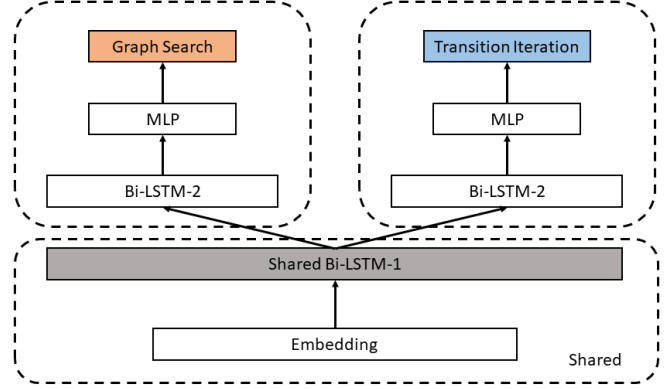 Graph Search
Transition Iteration
MLP
MLP
Bi-LSTM-2
Bi-LSTM-2
Shared Bi-LSTM-1
Embedding
Shared